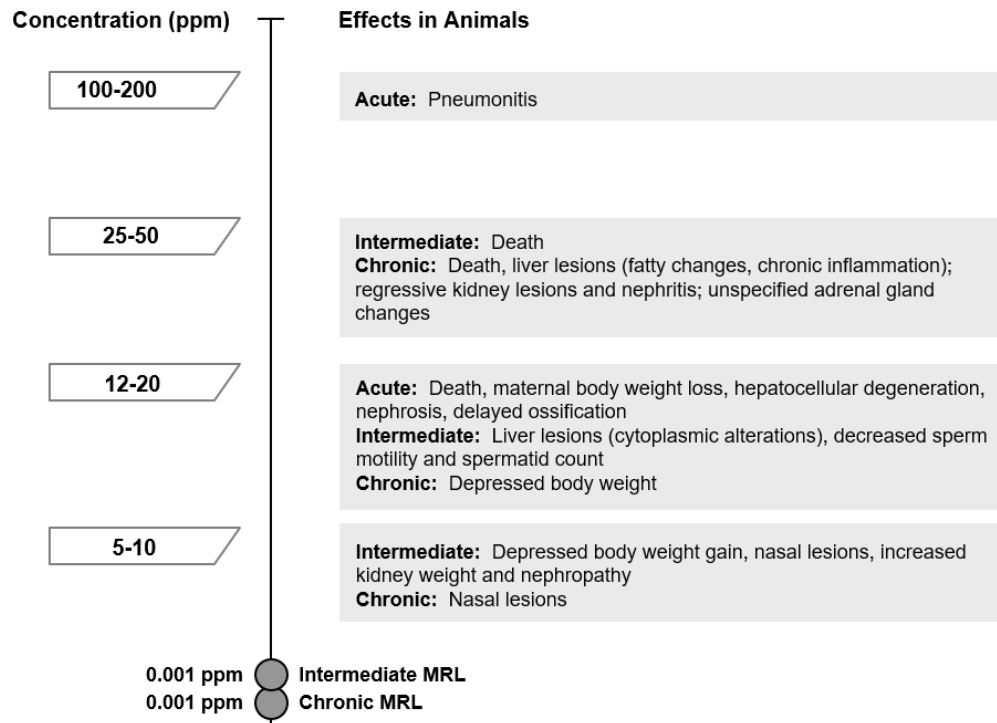 Concentration (ppm)
Effects in Animals
100-200
Acute: Pneumonitis
25-50
Intermediate: Death
Chronic: Death, liver lesions (fatty changes, chronic inflammation);
regressive kidney lesions and nephritis; unspecified adrenal gland
changes
12-20
Acute: Death, maternal body weight loss, hepatocellular degeneration,
nephrosis, delayed ossification
Intermediate: Liver lesions (cytoplasmic alterations), decreased sperm
motility and spermatid count
Chronic: Depressed body weight
5-10
Intermediate: Depressed body weight gain, nasal lesions, increased
kidney weight and nephropathy
Chronic: Nasal lesions
0.001 ppm Intermediate MRL
0.001 ppm Chronic MRL